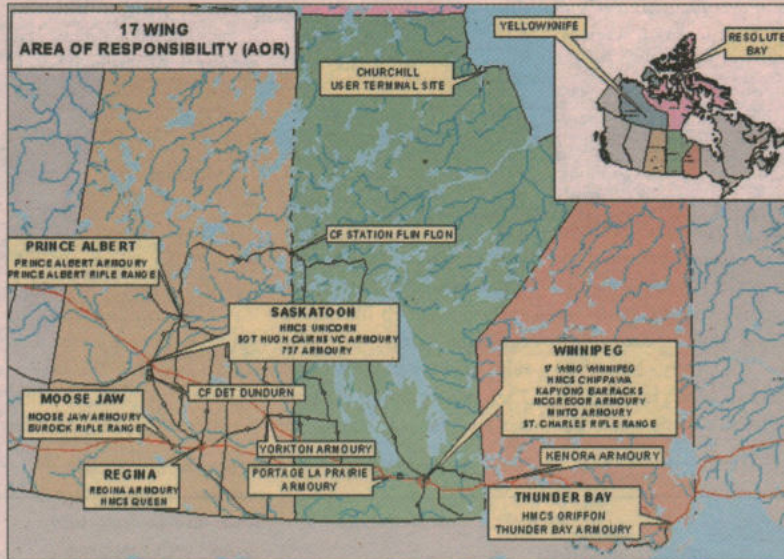 17 WING
AREA OF RESPONSIBILITY (AOR)
YELLOWKNIFE
RESOLUTE
BAY
CHURCHILL
USER TERMINAL SITE
CF STATION FLIN FLON
PRINCE ALBERT
PRINCE ALBERT ARMOURY
PRINCE ALBERT RIFLE RANGE
SASKATOON
HMCS UNICORN
SGT HUGH CAIRNS VC ARMOURY
737 ARMOURY
WINNIPEG
17 WING WINNIPEG
HMCS CHIPPAWA
KAPYONG BARRACKS
MCGREGOR ARMOURY
MINTO ARMOURY
ST. CHARLES RIFLE RANGE
CF DET DUNDURN
MOOSE JAW
MOOSE JAW ARMOURY
BURDICK RIFLE RANGE
YORKTON ARMOURY
KENORA ARMOURY
PORTAGE LA PRAIRIE
ARMOURY
REGINA
REGINA ARMOURY
HMCS QUEEN
THUNDER BAY
HMCS GRIFFON
THUNDER BAY ARMOURY